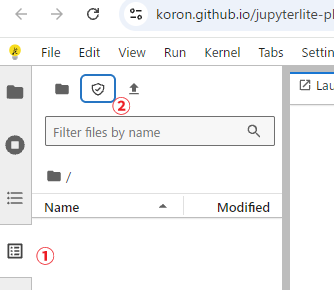 koron.github.io/jupyterlite-pl
File Edit View Run Kernel Tabs Settin
Lau
②
Filter files by name
/
Name Modified
①